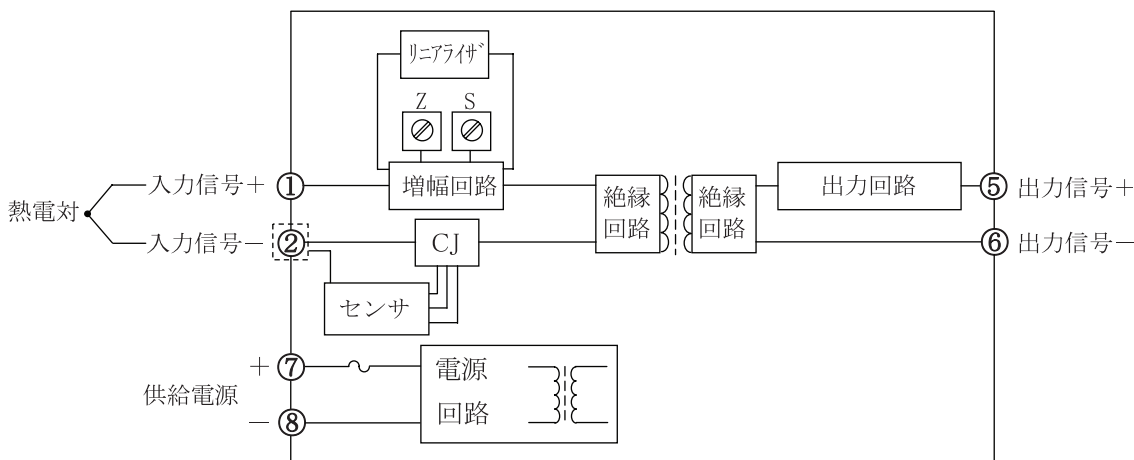 ﾘﾆｱﾗｲｻﾞ
Z
S
熱電対
入力信号＋
①
増幅回路
絶縁
回路
絶縁
回路
出力回路
⑤
出力信号＋
入力信号－
②
CJ
⑥
出力信号－
センサ
供給電源
＋
⑦
－
⑧
電源
回路